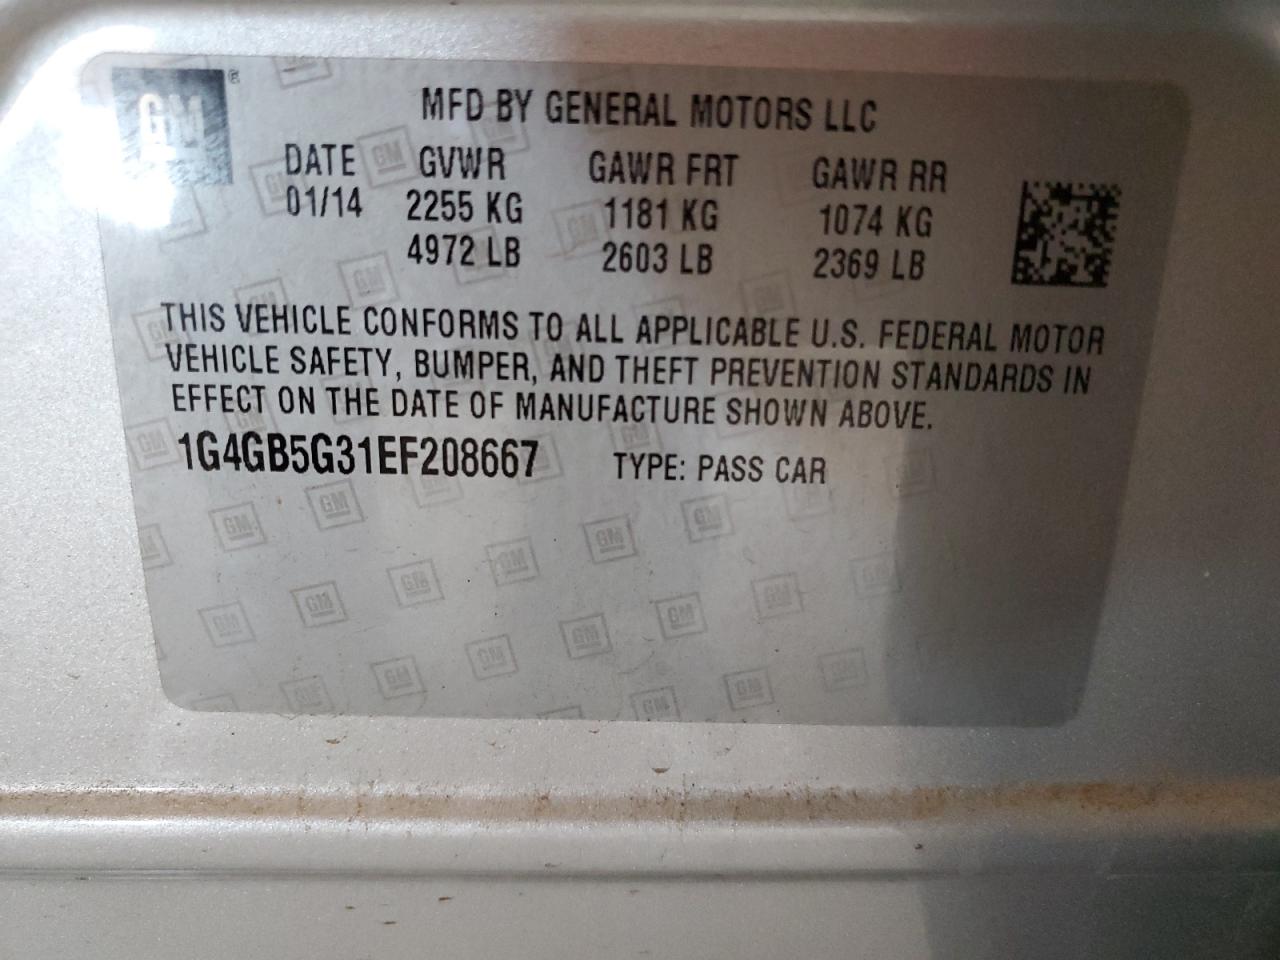 GM ®
MFD BY GENERAL MOTORS LLC
DATE GVWR GAWR FRT GAWR RR
01/14 2255 KG 1181 KG 1074 KG
4972 LB 2603 LB 2369 LB
THIS VEHICLE CONFORMS TO ALL APPLICABLE U.S. FEDERAL MOTOR
VEHICLE SAFETY, BUMPER, AND THEFT PREVENTION STANDARDS IN
EFFECT ON THE DATE OF MANUFACTURE SHOWN ABOVE.
1G4GB5G31EF208667 TYPE: PASS CAR